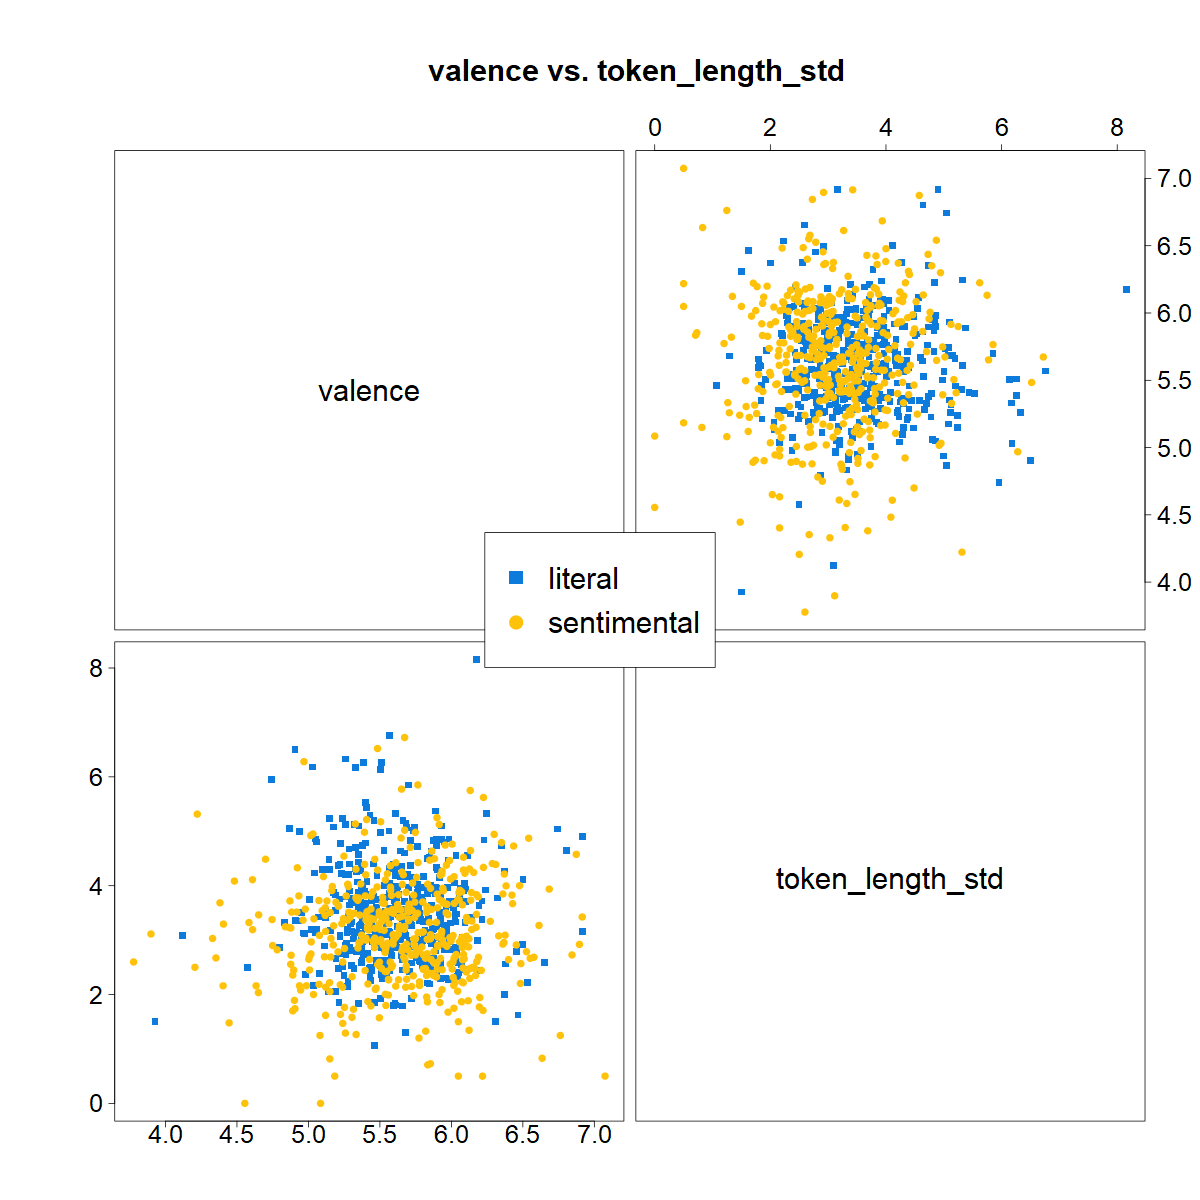 valence vs. token_length_std
0 2 4 6 8
valence
7.0
6.5
6.0
5.5
5.0
4.5
4.0
literal
sentimental
8
6
4
2
0
token_length_std
4.0 4.5 5.0 5.5 6.0 6.5 7.0